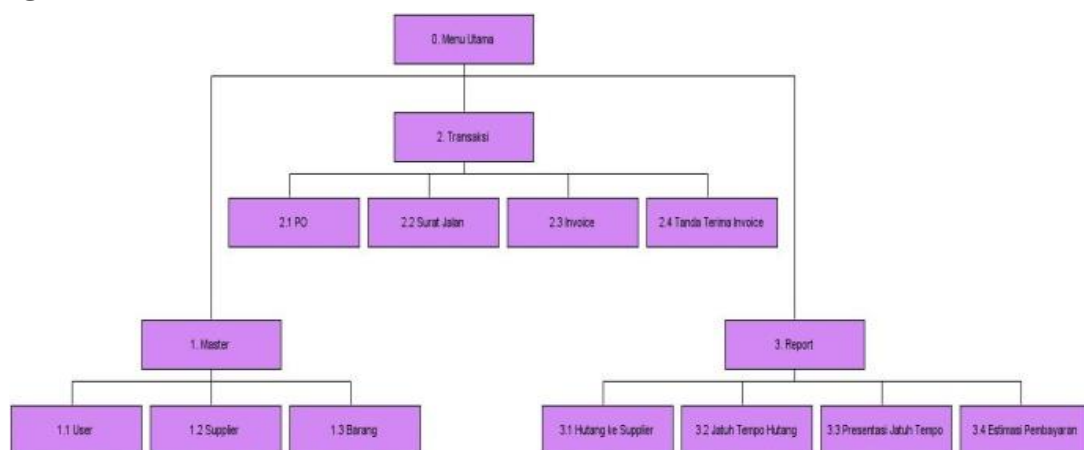 0. Menu Utama
2. Transaksi
2.1 PO
2.2 Surat Jalan
2.3 Invoice
2.4 Tanda Terima Invoice
1. Master
3. Report
1.1 User
1.2 Supplier
1.3 Barang
3.1 Hutang ke Supplier
3.2 Jatuh Tempo Hutang
3.3 Presentasi Jatuh Tempo
3.4 Estimasi Pembayaran